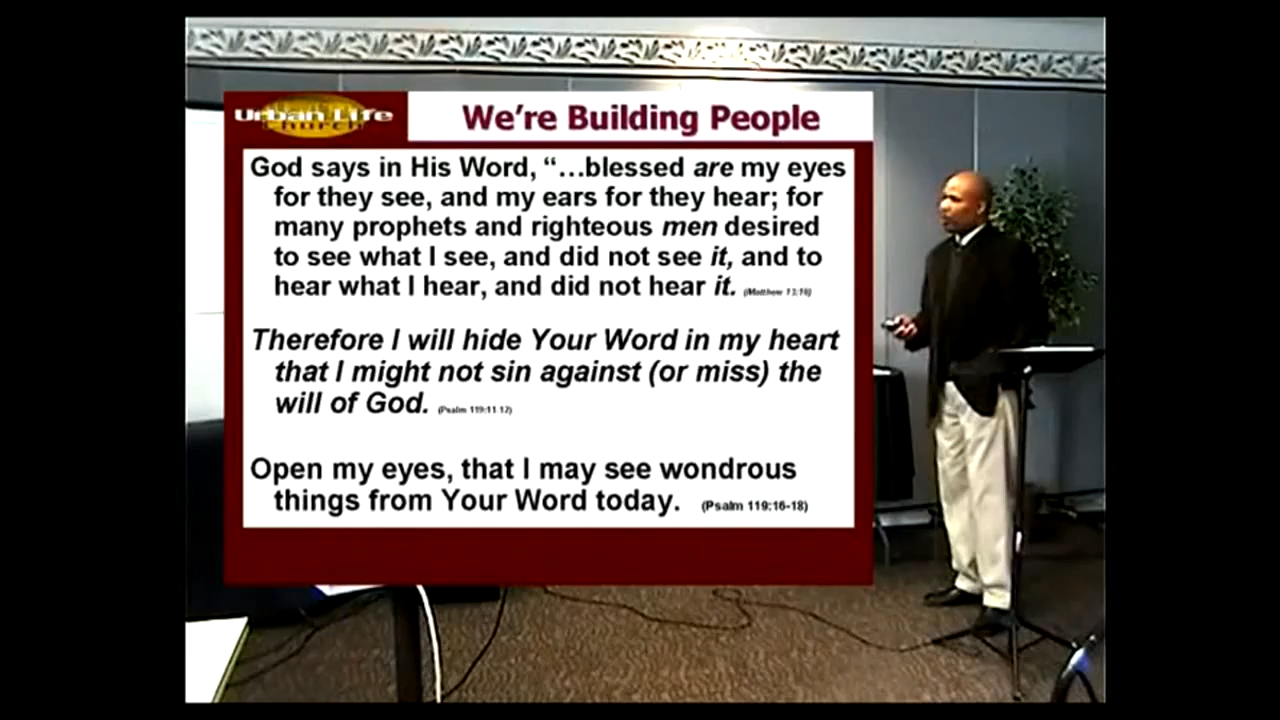 Urban Life
Church
We're Building People
God says in His Word, “…blessed are my eyes
for they see, and my ears for they hear; for
many prophets and righteous men desired
to see what I see, and did not see it, and to
hear what I hear, and did not hear it. (Matthew 13:16)
Therefore I will hide Your Word in my heart
that I might not sin against (or miss) the
will of God. (Psalm 119:11-12)
Open my eyes, that I may see wondrous
things from Your Word today. (Psalm 119:16-18)